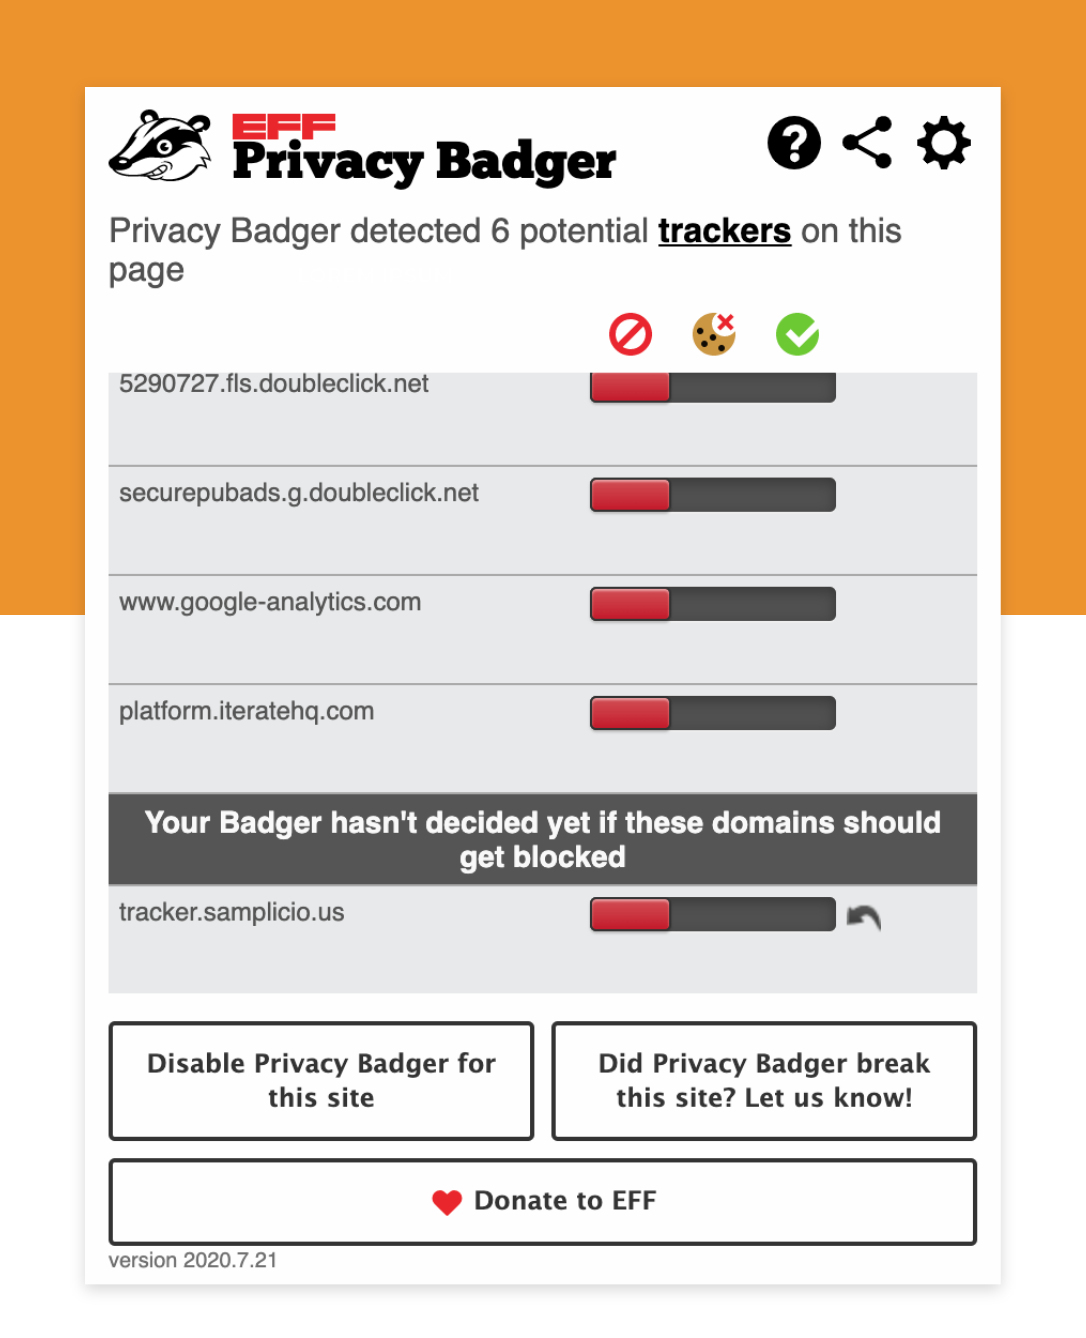 EFF
Privacy Badger
Privacy Badger detected 6 potential trackers on this
page
5290727.fls.doubleclick.net
securepubads.g.doubleclick.net
www.google-analytics.com
platform.iteratehq.com
Your Badger hasn't decided yet if these domains should
get blocked
tracker.samplicio.us
Disable Privacy Badger for
this site
Did Privacy Badger break
this site? Let us know!
Donate to EFF
version 2020.7.21